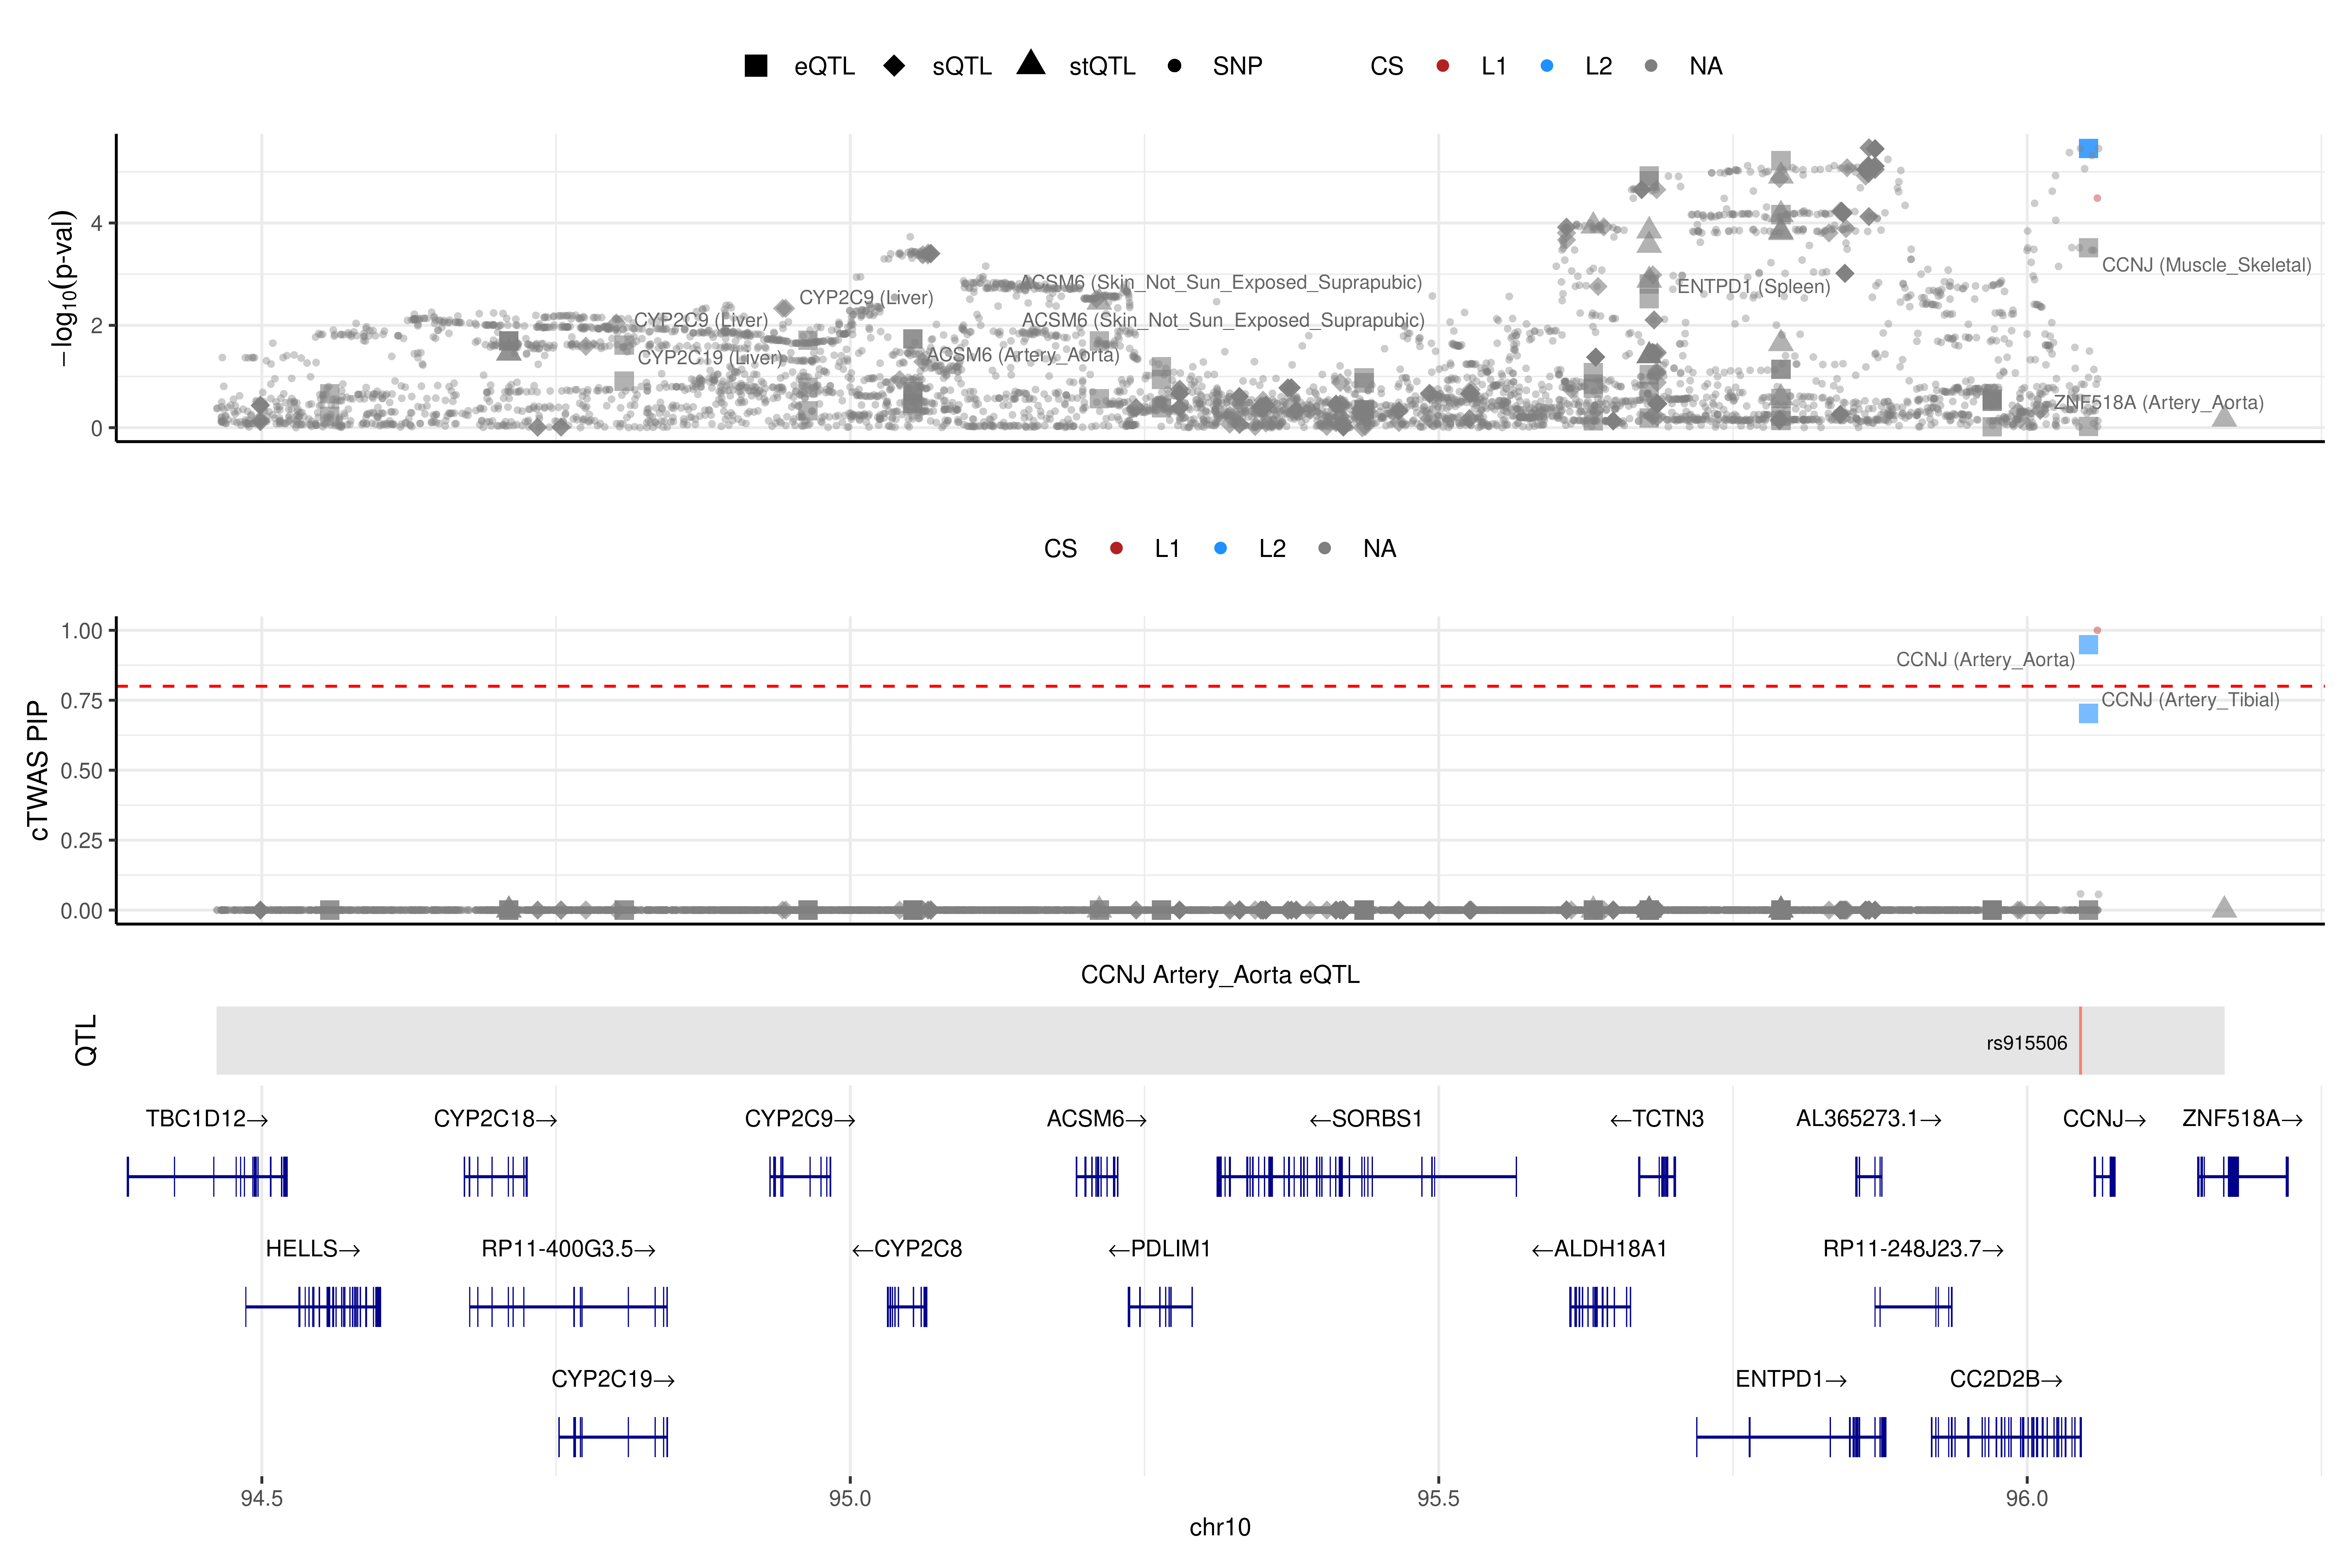 eQTL sQTL stQTL SNP CS L1 L2 NA
−log10(p-val)
4
2
0
ACSM6 (Skin_Not_Sun_Exposed_Suprapubic)
CYP2C9 (Liver)
CYP2C9 (Liver)
ACSM6 (Skin_Not_Sun_Exposed_Suprapubic)
CYP2C19 (Liver)
ACSM6 (Artery_Aorta)
ENTPD1 (Spleen)
CCNJ (Muscle_Skeletal)
ZNF518A (Artery_Aorta)
CS L1 L2 NA
cTWAS PIP
1.00
0.75
0.50
0.25
0.00
CCNJ (Artery_Aorta)
CCNJ (Artery_Tibial)
CCNJ Artery_Aorta eQTL
QTL
rs915506
TBC1D12→ CYP2C18→ CYP2C9→ ACSM6→ ←SORBS1 ←TCTN3 AL365273.1→ CCNJ→ ZNF518A→
HELLS→ RP11-400G3.5→ ←CYP2C8 ←PDLIM1 ←ALDH18A1 RP11-248J23.7→
CYP2C19→ ENTPD1→ CC2D2B→
94.5 95.0 95.5 96.0
chr10